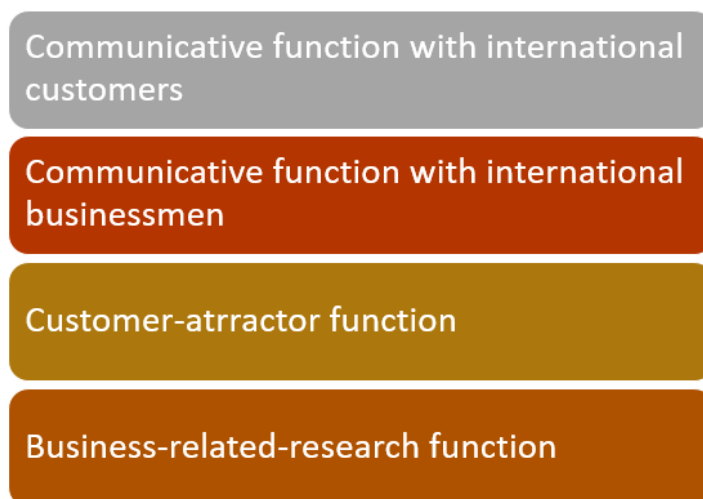 Communicative function with international
customers
Communicative function with international
businessmen
Customer-atrractor function
Business-related-research function